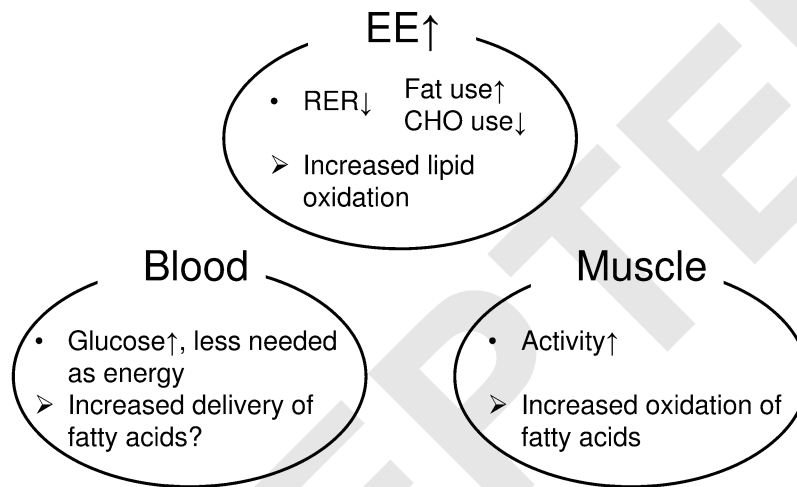 EE↑
• RER↓
Fat use↑
CHO use↓
➢ Increased lipid
oxidation
Blood
• Glucose↑, less needed
as energy
➢ Increased delivery of
fatty acids?
Muscle
• Activity↑
➢ Increased oxidation of
fatty acids